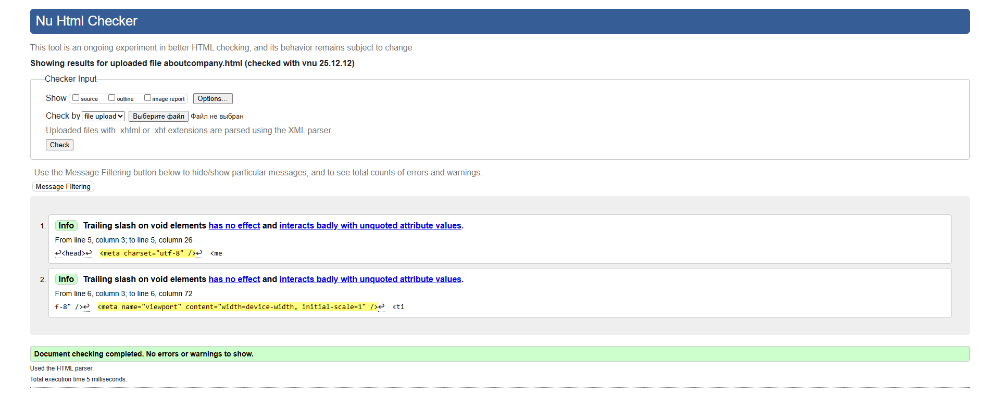 Nu Html Checker
This tool is an ongoing experiment in better HTML checking, and its behavior remains subject to change
Showing results for uploaded file aboutcompany.html (checked with vnu 25.12.12)
Checker Input
Show source outline image report Options...
Check by file upload Выберите файл Файл не выбран
Uploaded files with .xhtml or .xht extensions are parsed using the XML parser.
Check
Use the Message Filtering button below to hide/show particular messages, and to see total counts of errors and warnings.
Message Filtering
1. Info Trailing slash on void elements has no effect and interacts badly with unquoted attribute values.
From line 5, column 3; to line 5, column 26
↩<head>↩ <meta charset="utf-8" />↩ <me
2. Info Trailing slash on void elements has no effect and interacts badly with unquoted attribute values.
From line 6, column 3; to line 6, column 72
f-8" />↩ <meta name="viewport" content="width=device-width, initial-scale=1" />↩ <ti
Document checking completed. No errors or warnings to show.
Used the HTML parser.
Total execution time 5 milliseconds.